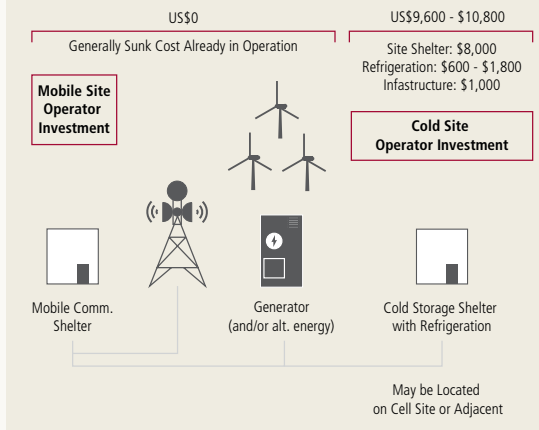 US$0
US$9,600 - $10,800
Generally Sunk Cost Already in Operation
Site Shelter: $8,000
Refrigeration: $600 - $1,800
Infastructure: $1,000
Mobile Site
Operator
Investment
Cold Site
Operator Investment
Mobile Comm.
Shelter
Generator
(and/or alt. energy)
Cold Storage Shelter
with Refrigeration
May be Located
on Cell Site or Adjacent